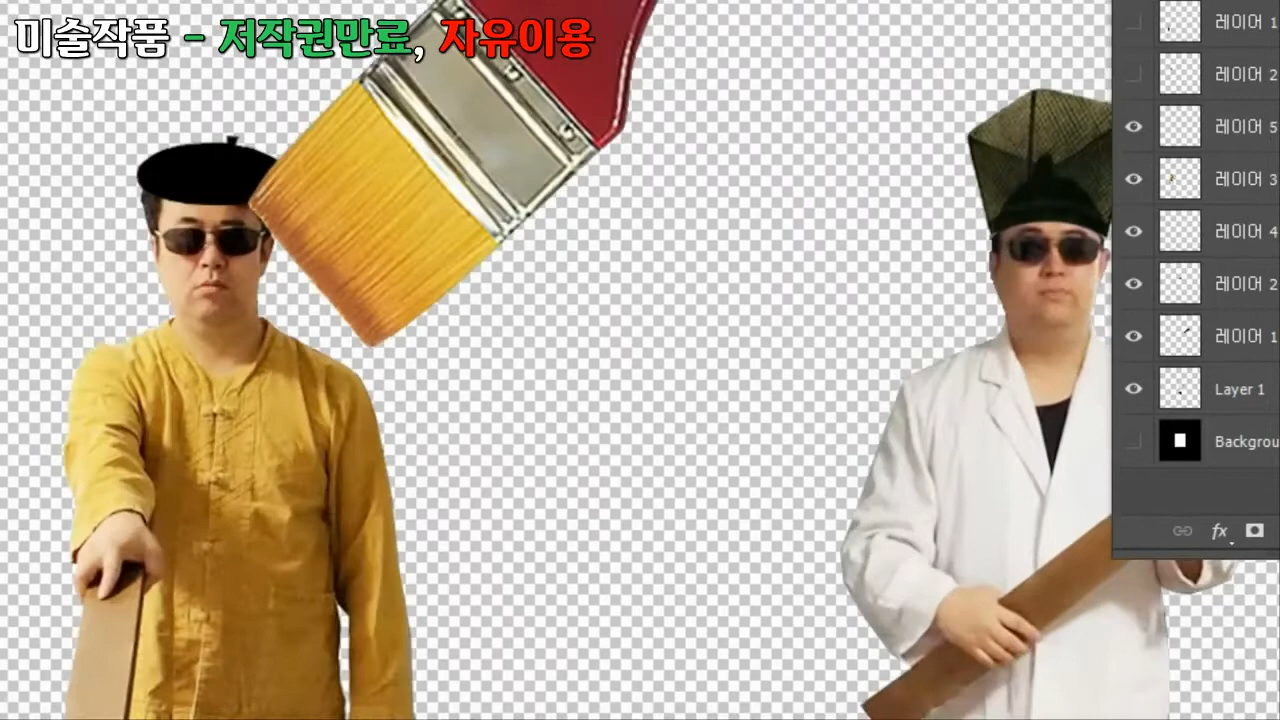 미술작품 - 저작권만료, 자유이용
레이어 1
레이어 2
레이어 5
레이어 3
레이어 4
레이어 2
레이어 1
Layer 1
Backgrou
fx